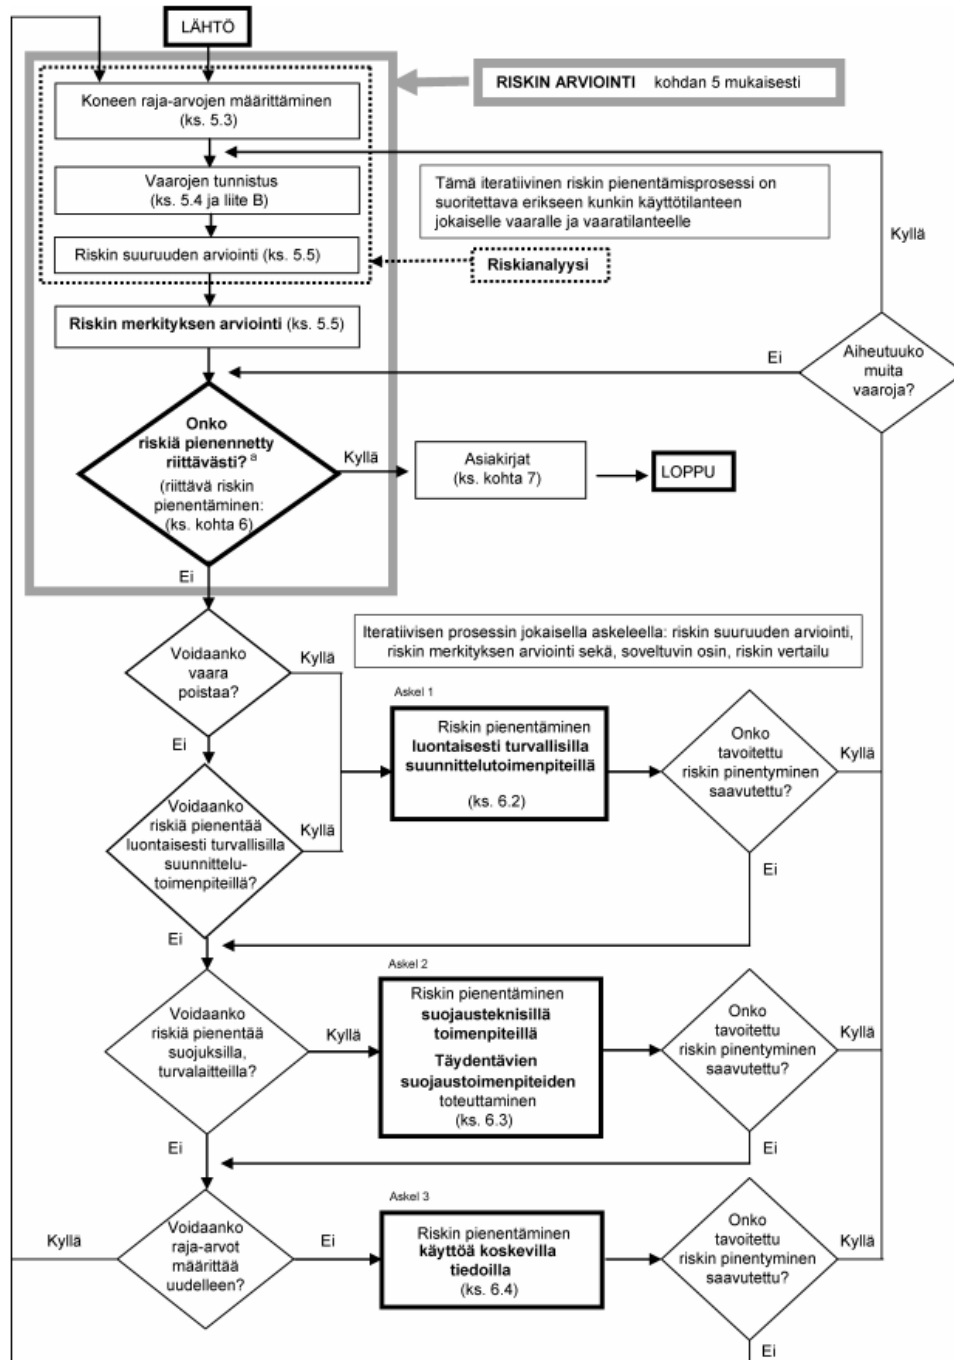 LÄHTÖ
RISKIN ARVIOINTI kohdan 5 mukaisesti
Koneen raja-arvojen määrittäminen
(ks. 5.3)
Vaarojen tunnistus
(ks. 5.4 ja liite B)
Tämä iteratiivinen riskin pienentämisprosessi on
suoritettava erikseen kunkin käyttötilanteen
jokaiselle vaaralle ja vaaratilanteelle
Kyllä
Riskin suuruuden arviointi (ks. 5.5)
Riskianalyysi
Riskin merkityksen arviointi (ks. 5.5)
Ei
Aiheutuuko
muita
vaaroja?
Onko
riskiä pienennetty
riittävästi? a
(riittävä riskin
pienentäminen:
(ks. kohta 6)
Kyllä
Asiakirjat
(ks. kohta 7)
LOPPU
Ei
Voidaanko
vaara
poistaa?
Kyllä
Iteratiivisen prosessin jokaisella askeleella: riskin suuruuden arviointi,
riskin merkityksen arviointi sekä, soveltuvin osin, riskin vertailu
Ei
Askel 1
Riskin pienentäminen
luontaisesti turvallisilla
suunnittelutoimenpiteillä
(ks. 6.2)
Onko
tavoitettu
riskin pinentyminen
saavutettu?
Kyllä
Voidaanko
riskiä pienentää
luontaisesti turvallisilla
suunnittelu-
toimenpiteillä?
Kyllä
Ei
Ei
Askel 2
Voidaanko
riskiä pienentää
suojuksilla,
turvalaitteilla?
Kyllä
Riskin pienentäminen
suojausteknisillä
toimenpiteillä
Täydentävien
suojaustoimenpiteiden
toteuttaminen
(ks. 6.3)
Onko
tavoitettu
riskin pinentyminen
saavutettu?
Kyllä
Ei
Ei
Askel 3
Kyllä
Voidaanko
raja-arvot
määrittää
uudelleen?
Ei
Riskin pienentäminen
käyttöä koskevilla
tiedoilla
(ks. 6.4)
Onko
tavoitettu
riskin pinentyminen
saavutettu?
Kyllä
Ei